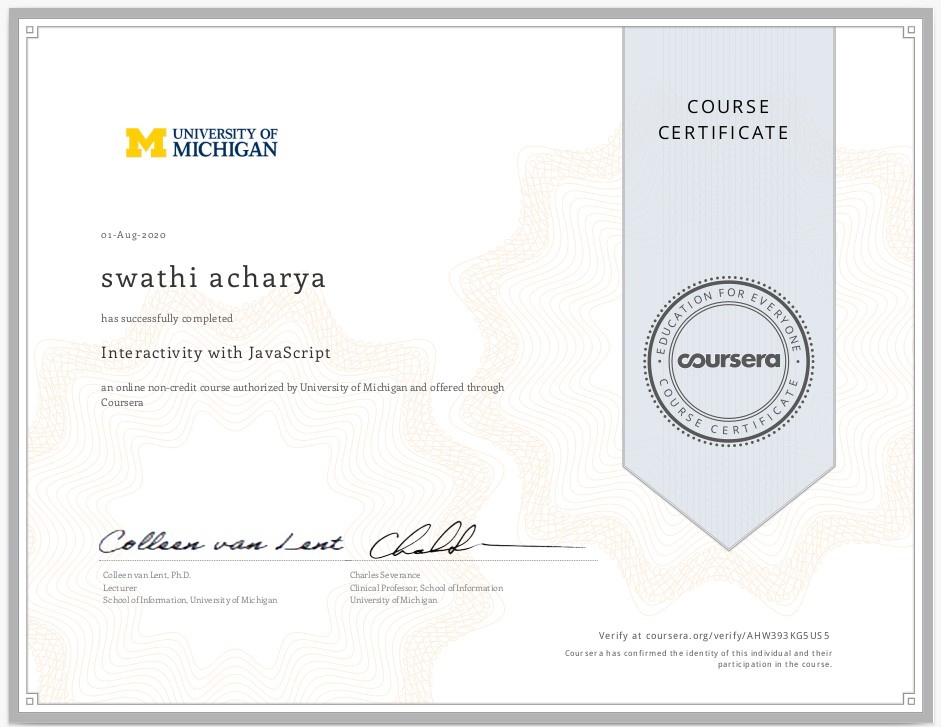 COURSE
CERTIFICATE
UNIVERSITY OF
MICHIGAN
01-Aug-2020
swathi acharya
has successfully completed
Interactivity with JavaScript
an online non-credit course authorized by University of Michigan and offered through
Coursera
EDUCATION FOR EVERYONE
coursera
COURSE CERTIFICATE
Colleen van Lent
Colleen van Lent, Ph.D.
Lecturer
School of Information, University of Michigan
Charles Severance
Clinical Professor, School of Information
University of Michigan
Verify at coursera.org/verify/AHW393KG5US5
Coursera has confirmed the identity of this individual and their
participation in the course.